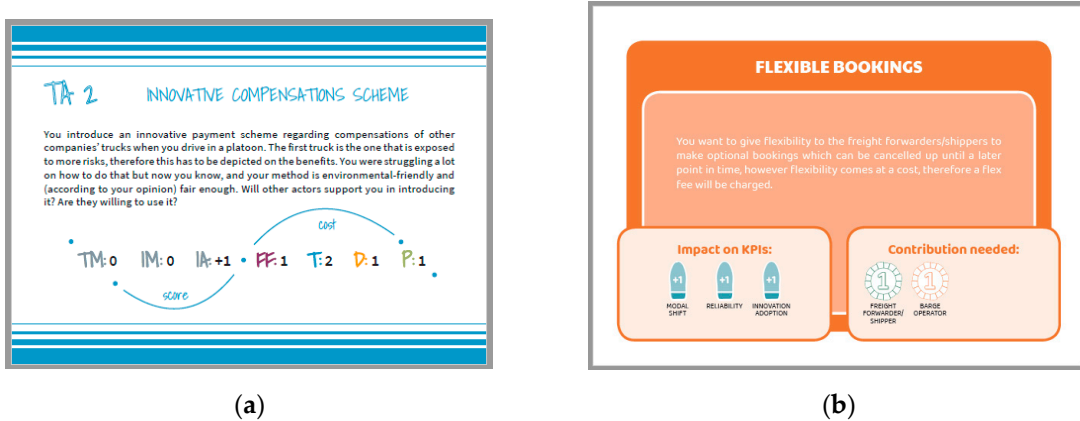 TA 2 INNOVATIVE COMPENSATIONS SCHEME
You introduce an innovative payment scheme regarding compensations of other
companies' trucks when you drive in a platoon. The first truck is the one that is exposed
to more risks, therefore this has to be depicted on the benefits. You were struggling a lot
on how to do that but now you know, and your method is environmental-friendly and
(according to your opinion) fair enough. Will other actors support you in introducing
it? Are they willing to use it?
cost
TM: 0 IM: 0 IA: +1 • FF: 1 T: 2 D: 1 P: 1
score
(a)
FLEXIBLE BOOKINGS
You want to give flexibility to the freight forwarders/shippers to
make optional bookings which can be cancelled up until a later
point in time, however flexibility comes at a cost, therefore a flex
fee will be charged.
Impact on KPIs:
+1 +1 +1
MODAL SHIFT
RELIABILITY
INNOVATION ADOPTION
Contribution needed:
1 1
FREIGHT FORWARDER/ SHIPPER
BARGE OPERATOR
(b)